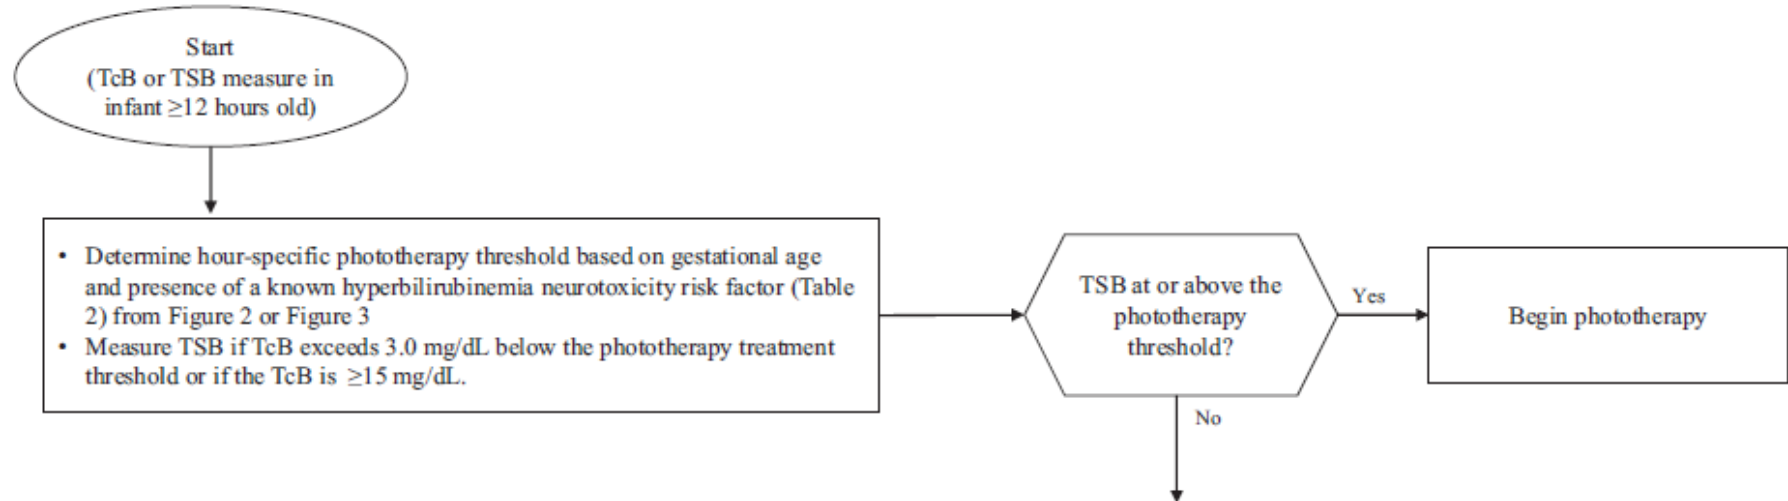 Start
(TcB or TSB measure in
infant ≥12 hours old)
• Determine hour-specific phototherapy threshold based on gestational age
and presence of a known hyperbilirubinemia neurotoxicity risk factor (Table
2) from Figure 2 or Figure 3
• Measure TSB if TcB exceeds 3.0 mg/dL below the phototherapy treatment
threshold or if the TcB is ≥15 mg/dL.
TSB at or above the
phototherapy
threshold?
Yes
Begin phototherapy
No